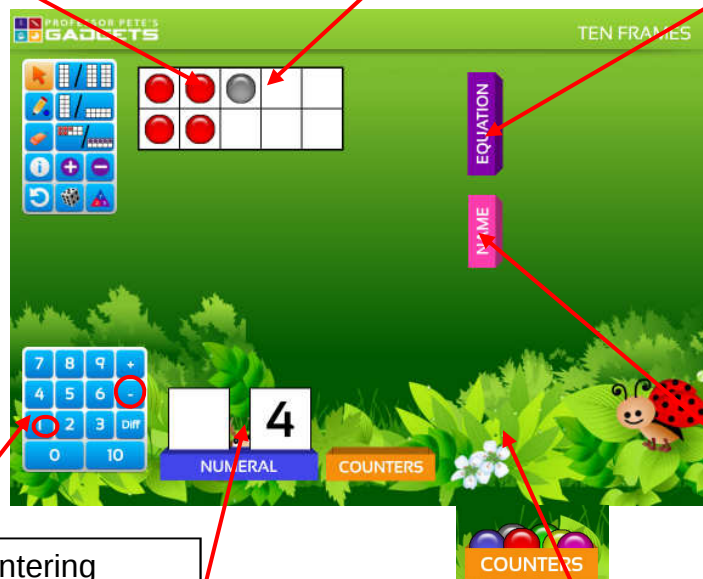 PROFESSOR PETE'S
GADGETS
TEN FRAMES
EQUATION
NAME
7 8 9 +
4 5 6 -
1 2 3 Diff
0 10
4
NUMERAL
COUNTERS
ntering
COUNTERS